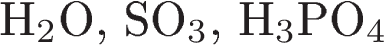 H₂O, SO₃, H₃PO₄